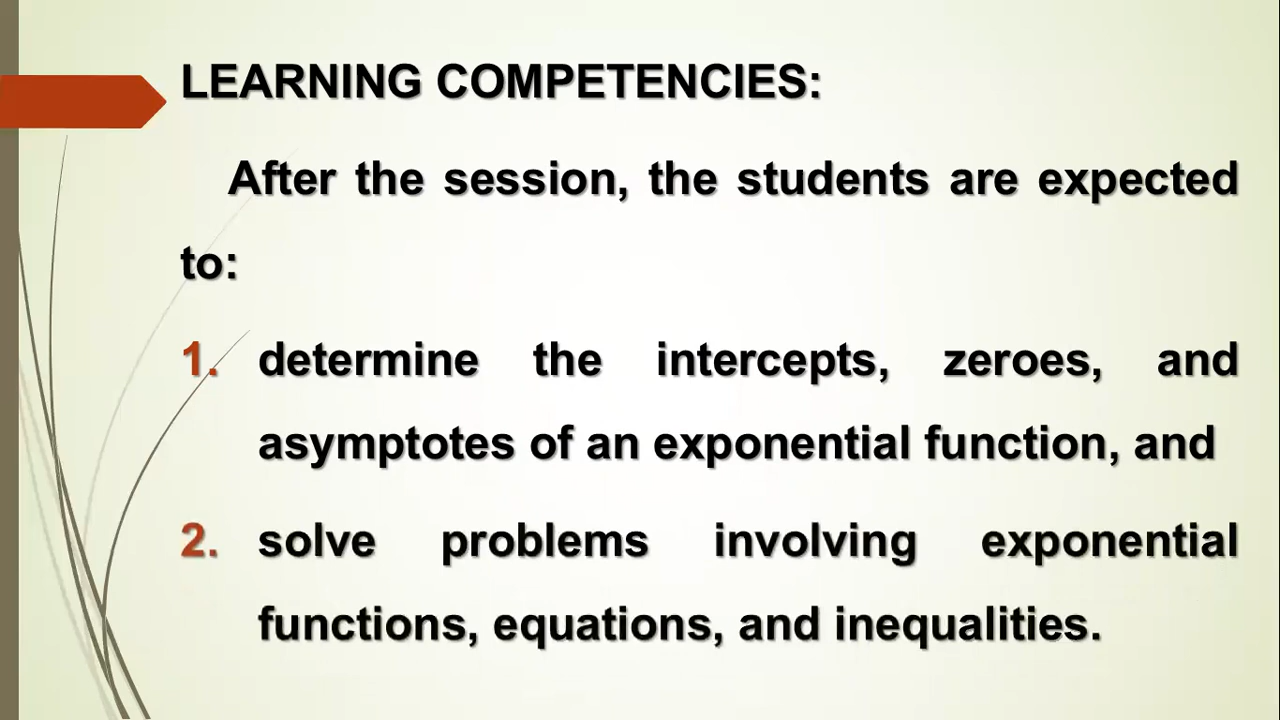 LEARNING COMPETENCIES:
After the session, the students are expected
to:
1. determine the intercepts, zeroes, and
asymptotes of an exponential function, and
2. solve problems involving exponential
functions, equations, and inequalities.